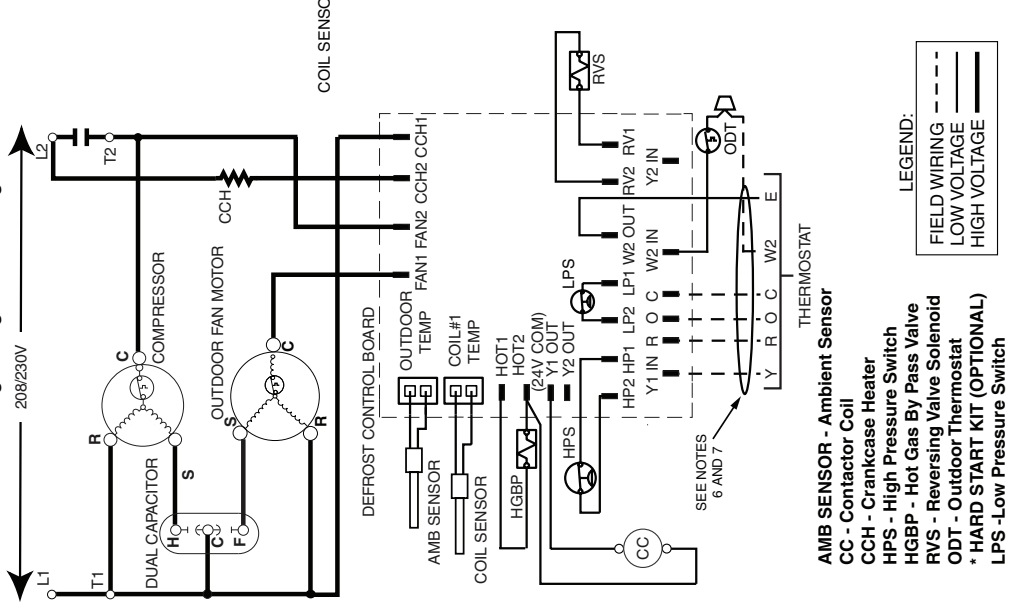 208/230V
L1
L2
T1
T2
R
C
COMPRESSOR
S
DUAL CAPACITOR
H
C
F
OUTDOOR FAN MOTOR
S
C
R
CCH
COIL SENSO
DEFROST CONTROL BOARD
FAN1
FAN2
CCH2
CCH1
OUTDOOR
TEMP
COIL#1
TEMP
AMB SENSOR
COIL SENSOR
HOT1
HOT2
(24V COM)
Y1 OUT
Y2 OUT
HGBP
HPS
LPS
RVS
HP2
HP1
LP2
LP1
W2 OUT
RV2
RV1
Y1 IN
R
O
C
W2 IN
Y2 IN
CC
ODT
SEE NOTES
6 AND 7
Y
R
O
C
W2
E
THERMOSTAT
AMB SENSOR - Ambient Sensor
CC - Contactor Coil
CCH - Crankcase Heater
HPS - High Pressure Switch
HGBP - Hot Gas By Pass Valve
RVS - Reversing Valve Solenoid
ODT - Outdoor Thermostat
* HARD START KIT (OPTIONAL)
LPS -Low Pressure Switch
LEGEND:
FIELD WIRING
LOW VOLTAGE
HIGH VOLTAGE